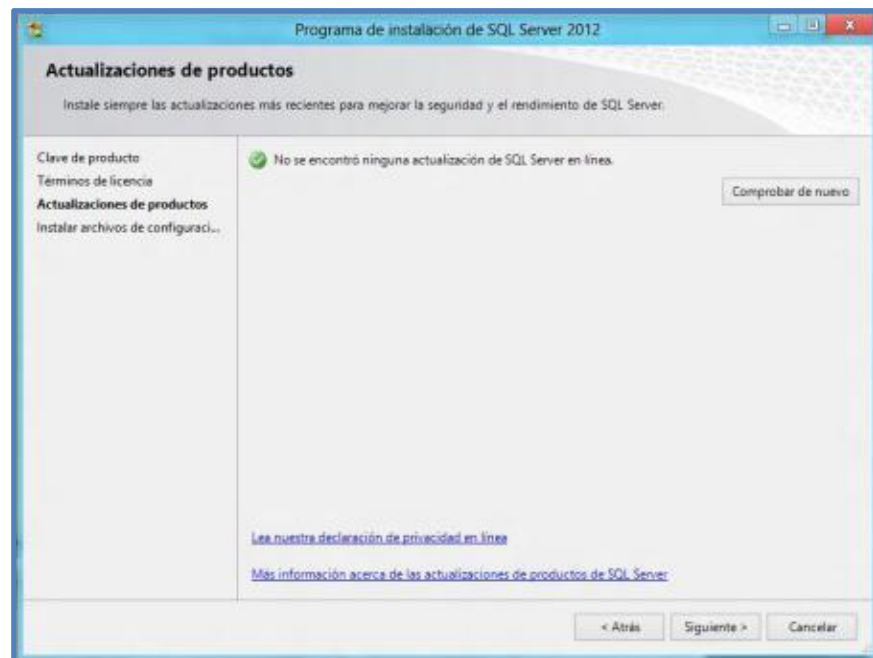 Programa de instalación de SQL Server 2012
Actualizaciones de productos
Instale siempre las actualizaciones más recientes para mejorar la seguridad y el rendimiento de SQL Server.
Clave de producto
Términos de licencia
Actualizaciones de productos
Instalar archivos de configuraci...
No se encontró ninguna actualización de SQL Server en línea.
Comprobar de nuevo
Lea nuestra declaración de privacidad en línea
Más información acerca de las actualizaciones de productos de SQL Server
< Atrás
Siguiente >
Cancelar